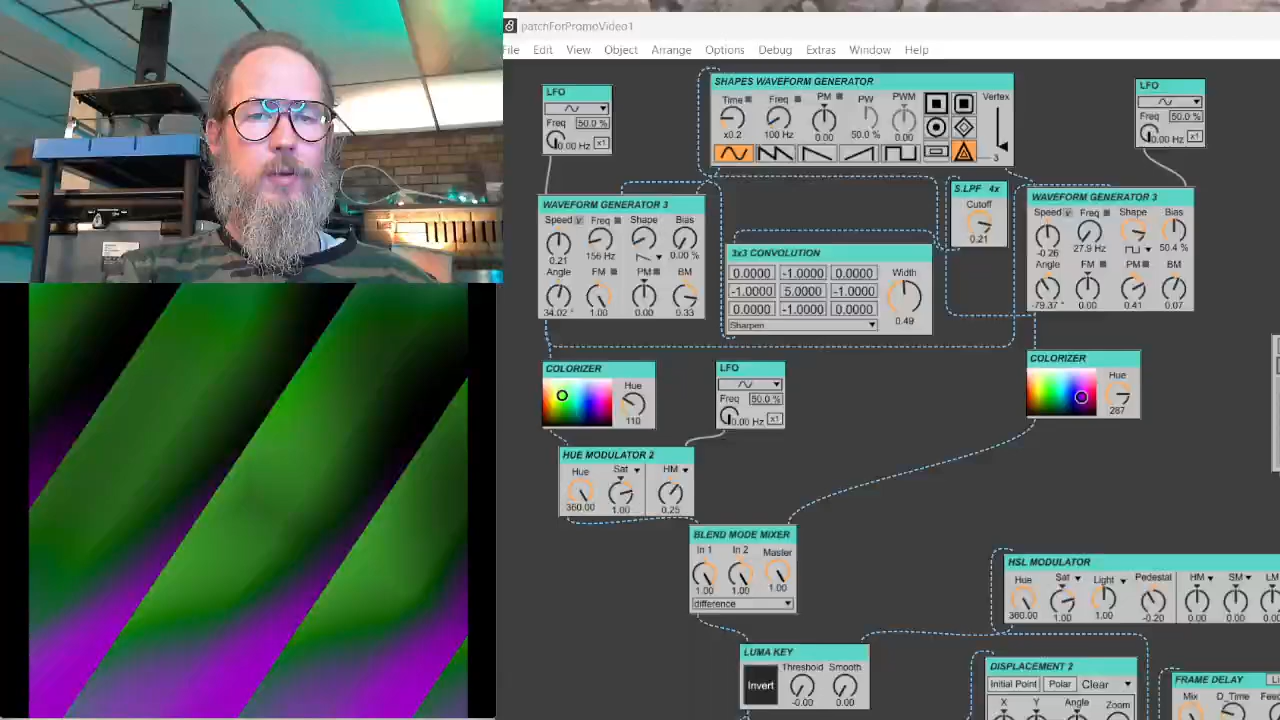 patchForPromoVideo1
File Edit View Object Arrange Options Debug Extras Window Help
LFO
Freq 50.0 %
0.00 Hz x1
SHAPES WAVEFORM GENERATOR
Time Freq PM PW PWM Vertex
x0.2 100 Hz 0.00 50.0 % 0.00
3
LFO
Freq 50.0 %
0.00 Hz x1
WAVEFORM GENERATOR 3
Speed V Freq Shape Bias
0.21 156 Hz 0.00 %
Angle FM PM BM
34.02 ° 1.00 0.00 0.33
3x3 CONVOLUTION
0.0000 -1.0000 0.0000 Width
-1.0000 5.0000 -1.0000
0.0000 -1.0000 0.0000 0.49
Sharpen
S.LPF 4x
Cutoff
0.21
WAVEFORM GENERATOR 3
Speed V Freq Shape Bias
-0.26 27.9 Hz 50.4 %
Angle FM PM BM
-79.37 ° 0.00 0.41 0.07
COLORIZER
Hue
110
LFO
Freq 50.0 %
0.00 Hz x1
COLORIZER
Hue
287
HUE MODULATOR 2
Hue Sat HM
360.00 1.00 0.25
BLEND MODE MIXER
In 1 In 2 Master
1.00 1.00 1.00
difference
HSL MODULATOR
Hue Sat Light Pedestal HM SM LM
360.00 1.00 1.00 -0.20 0.00 0.00 0.00
LUMA KEY
Invert Threshold Smooth
-0.00 0.00
DISPLACEMENT 2
Initial Point Polar Clear
X Y Angle Zoom
FRAME DELAY
Mix D_Time